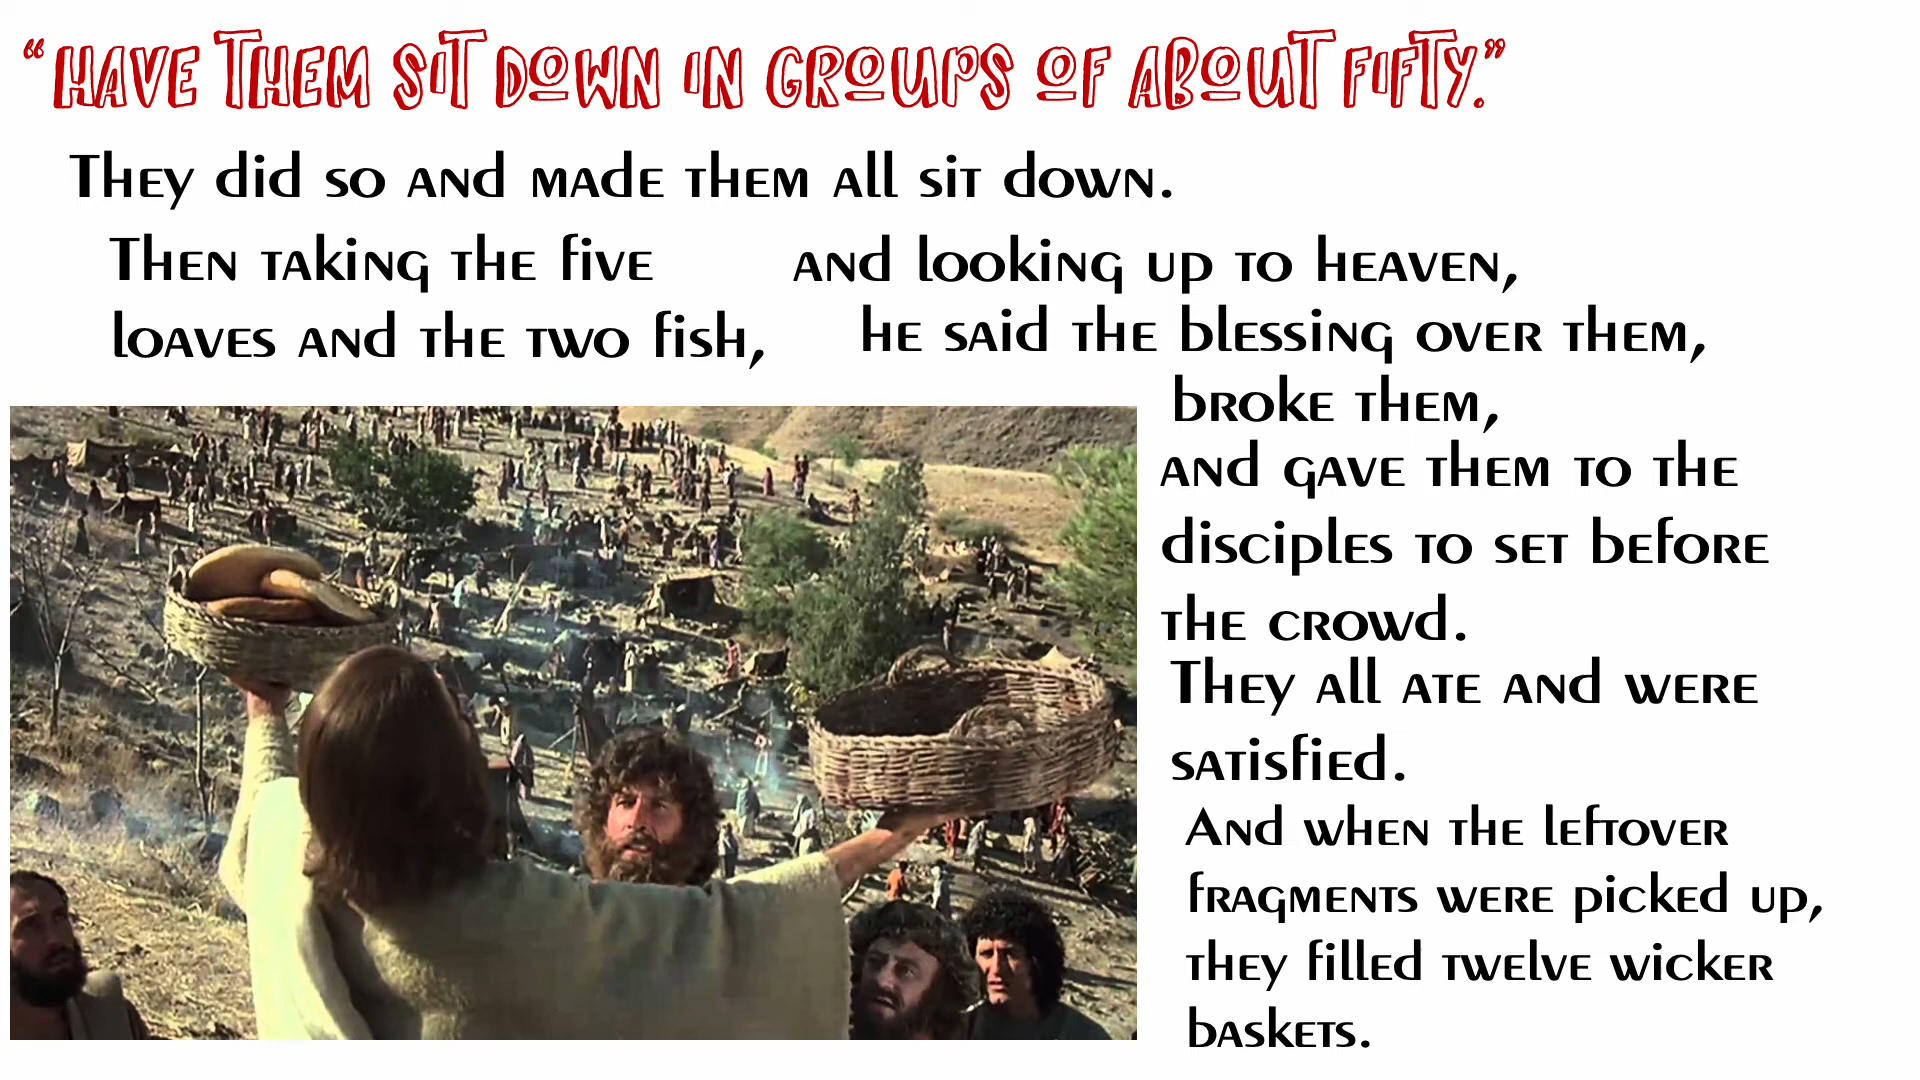 “HAVE THEM SIT DOWN IN GROUPS OF ABOUT FIFTY.”
They did so and made them all sit down.
Then taking the five
loaves and the two fish,
and looking up to heaven,
he said the blessing over them,
broke them,
and gave them to the
disciples to set before
the crowd.
They all ate and were
satisfied.
And when the leftover
fragments were picked up,
they filled twelve wicker
baskets.